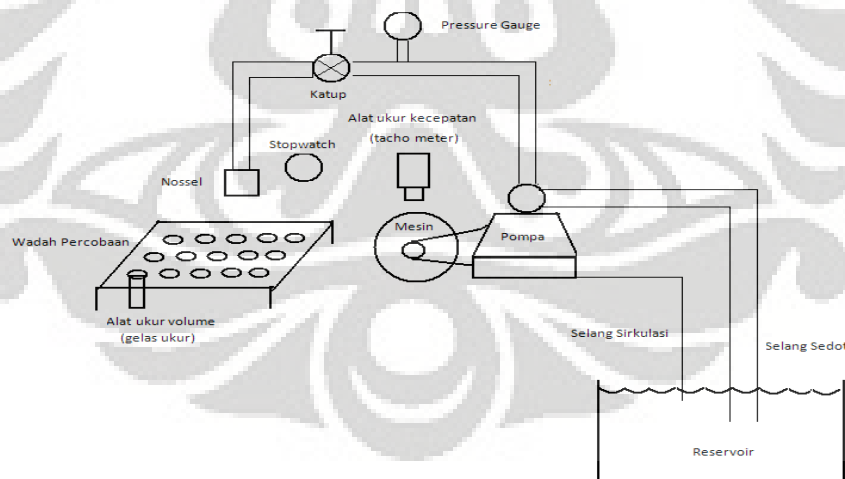 Pressure Gauge
Katup
Alat ukur kecepatan
(tacho meter)
Stopwatch
Nossel
Mesin
Wadah Percobaan
Pompa
Alat ukur volume
(gelas ukur)
Selang Sirkulasi
Selang Sedot
Reservoir